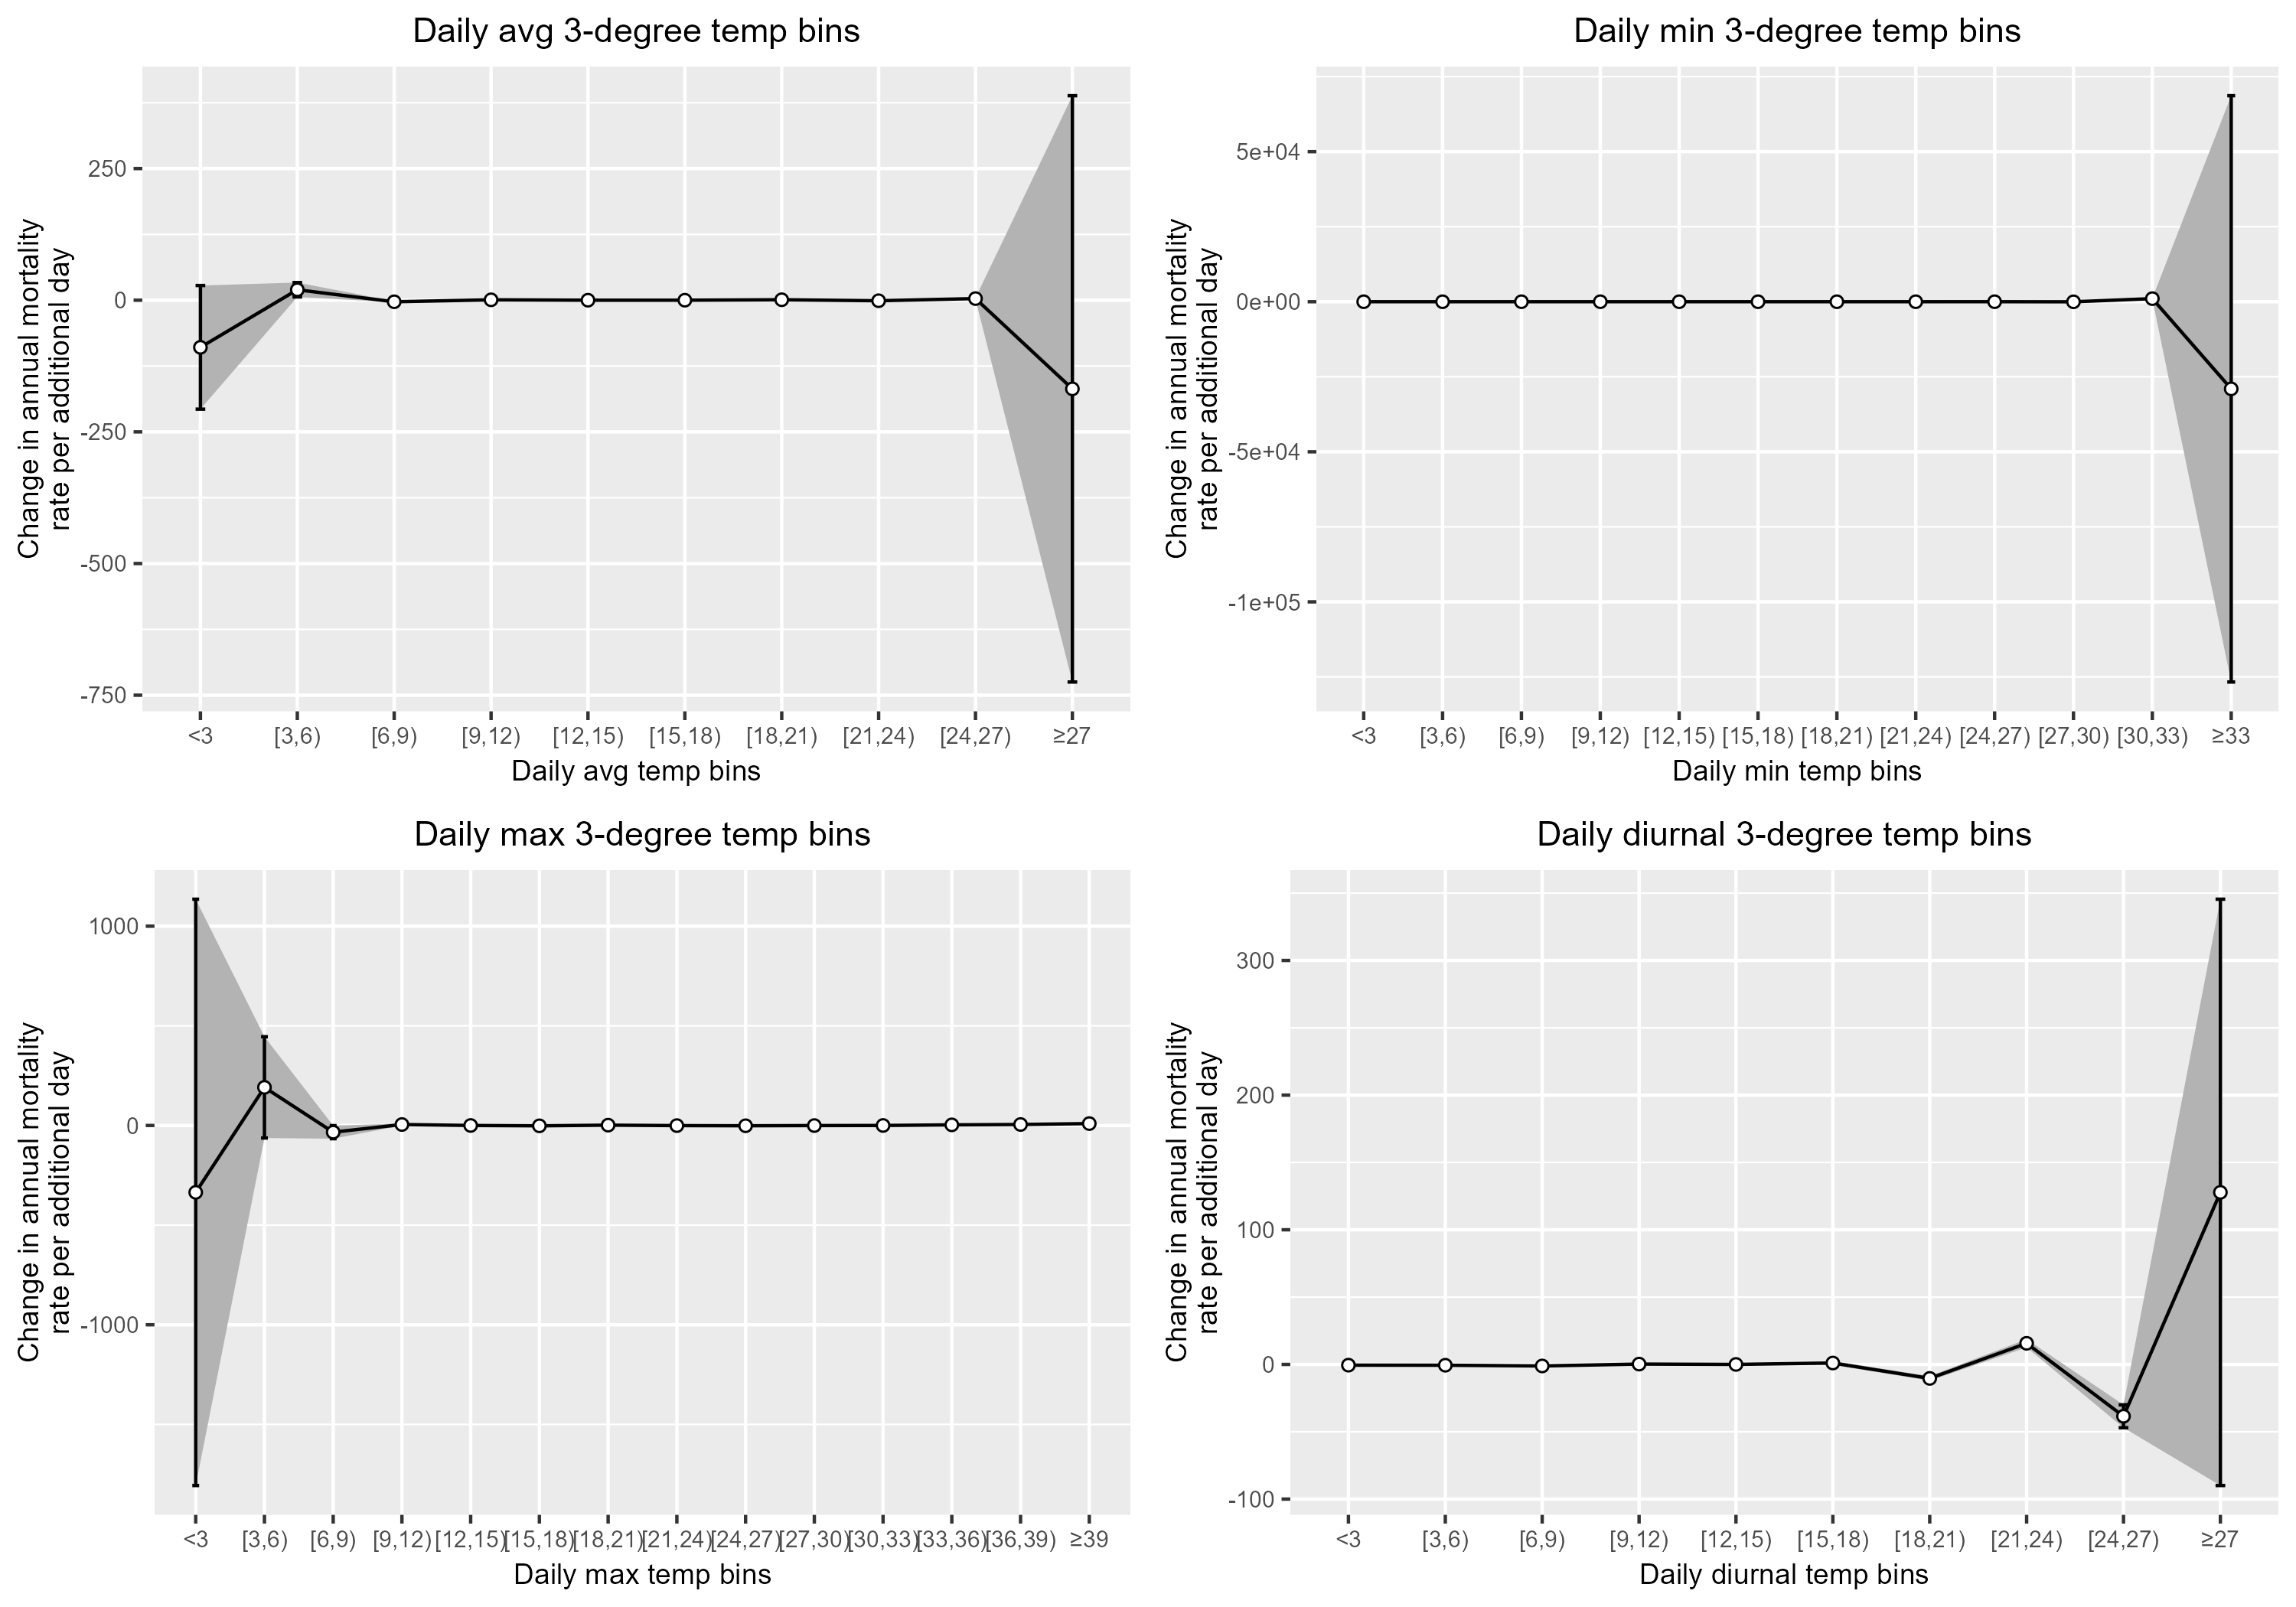 Daily avg 3-degree temp bins
Change in annual mortality
rate per additional day
250
0
-250
-500
-750
<3 [3,6) [6,9) [9,12) [12,15) [15,18) [18,21) [21,24) [24,27) ≥27
Daily avg temp bins
Daily min 3-degree temp bins
Change in annual mortality
rate per additional day
5e+04
0e+00
-5e+04
-1e+05
<3 [3,6) [6,9) [9,12) [12,15) [15,18) [18,21) [21,24) [24,27) [27,30) [30,33) ≥33
Daily min temp bins
Daily max 3-degree temp bins
Change in annual mortality
rate per additional day
1000
0
-1000
<3 [3,6) [6,9) [9,12) [12,15) [15,18) [18,21) [21,24) [24,27) [27,30) [30,33) [33,36) [36,39) ≥39
Daily max temp bins
Daily diurnal 3-degree temp bins
Change in annual mortality
rate per additional day
300
200
100
0
-100
<3 [3,6) [6,9) [9,12) [12,15) [15,18) [18,21) [21,24) [24,27) ≥27
Daily diurnal temp bins